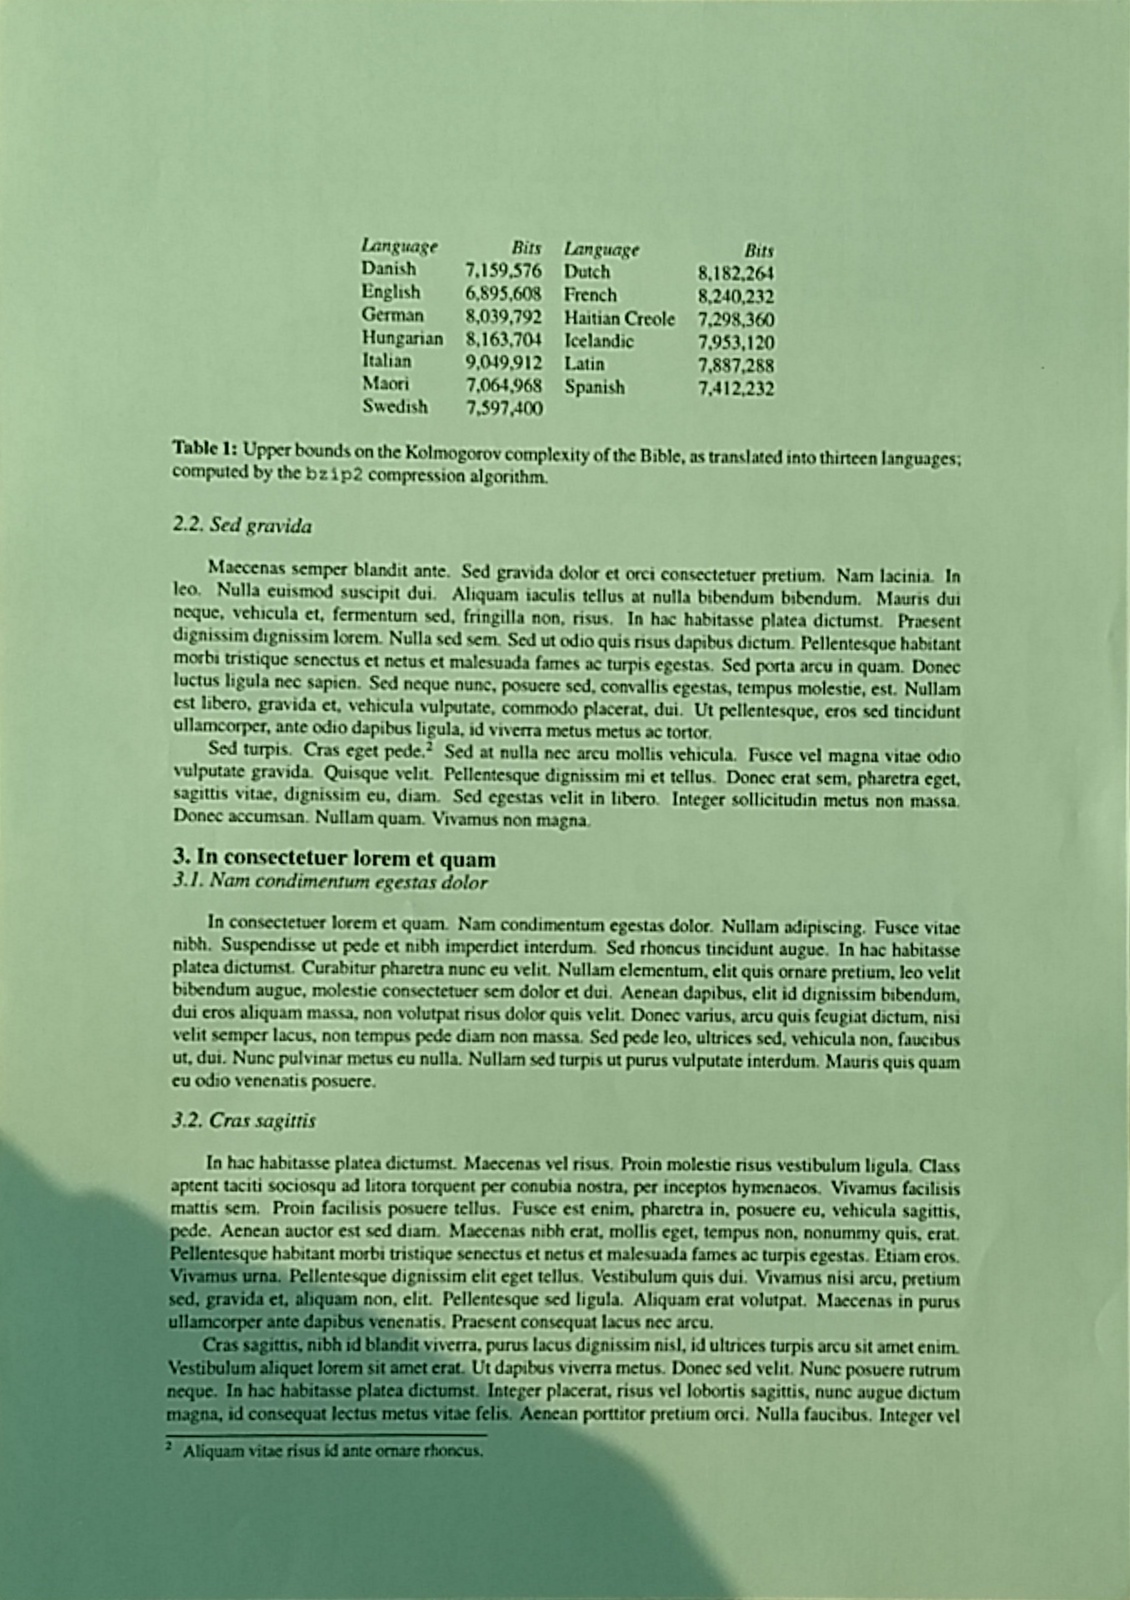 Language Bits Language Bits
Danish 7,159,576 Dutch 8,182,264
English 6,895,608 French 8,240,232
German 8,039,792 Haitian Creole 7,298,360
Hungarian 8,163,704 Icelandic 7,953,120
Italian 9,049,912 Latin 7,887,288
Maori 7,064,968 Spanish 7,412,232
Swedish 7,597,400
Table 1: Upper bounds on the Kolmogorov complexity of the Bible, as translated into thirteen languages;
computed by the bzip2 compression algorithm.
2.2. Sed gravida
Maecenas semper blandit ante. Sed gravida dolor et orci consectetuer pretium. Nam lacinia. In
leo. Nulla euismod suscipit dui. Aliquam iaculis tellus at nulla bibendum bibendum. Mauris dui
neque, vehicula et, fermentum sed, fringilla non, risus. In hac habitasse platea dictumst. Praesent
dignissim dignissim lorem. Nulla sed sem. Sed ut odio quis risus dapibus dictum. Pellentesque habitant
morbi tristique senectus et netus et malesuada fames ac turpis egestas. Sed porta arcu in quam. Donec
luctus ligula nec sapien. Sed neque nunc, posuere sed, convallis egestas, tempus molestie, est. Nullam
est libero, gravida et, vehicula vulputate, commodo placerat, dui. Ut pellentesque, eros sed tincidunt
ullamcorper, ante odio dapibus ligula, id viverra metus metus ac tortor.
Sed turpis. Cras eget pede.² Sed at nulla nec arcu mollis vehicula. Fusce vel magna vitae odio
vulputate gravida. Quisque velit. Pellentesque dignissim mi et tellus. Donec erat sem, pharetra eget,
sagittis vitae, dignissim eu, diam. Sed egestas velit in libero. Integer sollicitudin metus non massa.
Donec accumsan. Nullam quam. Vivamus non magna.
3. In consectetuer lorem et quam
3.1. Nam condimentum egestas dolor
In consectetuer lorem et quam. Nam condimentum egestas dolor. Nullam adipiscing. Fusce vitae
nibh. Suspendisse ut pede et nibh imperdiet interdum. Sed rhoncus tincidunt augue. In hac habitasse
platea dictumst. Curabitur pharetra nunc eu velit. Nullam elementum, elit quis ornare pretium, leo velit
bibendum augue, molestie consectetuer sem dolor et dui. Aenean dapibus, elit id dignissim bibendum,
dui eros aliquam massa, non volutpat risus dolor quis velit. Donec varius, arcu quis feugiat dictum, nisi
velit semper lacus, non tempus pede diam non massa. Sed pede leo, ultrices sed, vehicula non, faucibus
ut, dui. Nunc pulvinar metus eu nulla. Nullam sed turpis ut purus vulputate interdum. Mauris quis quam
eu odio venenatis posuere.
3.2. Cras sagittis
In hac habitasse platea dictumst. Maecenas vel risus. Proin molestie risus vestibulum ligula. Class
aptent taciti sociosqu ad litora torquent per conubia nostra, per inceptos hymenaeos. Vivamus facilisis
mattis sem. Proin facilisis posuere tellus. Fusce est enim, pharetra in, posuere eu, vehicula sagittis,
pede. Aenean auctor est sed diam. Maecenas nibh erat, mollis eget, tempus non, nonummy quis, erat.
Pellentesque habitant morbi tristique senectus et netus et malesuada fames ac turpis egestas. Etiam eros.
Vivamus urna. Pellentesque dignissim elit eget tellus. Vestibulum quis dui. Vivamus nisi arcu, pretium
sed, gravida et, aliquam non, elit. Pellentesque sed ligula. Aliquam erat volutpat. Maecenas in purus
ullamcorper ante dapibus venenatis. Praesent consequat lacus nec arcu.
Cras sagittis, nibh id blandit viverra, purus lacus dignissim nisl, id ultrices turpis arcu sit amet enim.
Vestibulum aliquet lorem sit amet erat. Ut dapibus viverra metus. Donec sed velit. Nunc posuere rutrum
neque. In hac habitasse platea dictumst. Integer placerat, risus vel lobortis sagittis, nunc augue dictum
magna, id consequat lectus metus vitae felis. Aenean porttitor pretium orci. Nulla faucibus. Integer vel
² Aliquam vitae risus id ante ornare rhoncus.